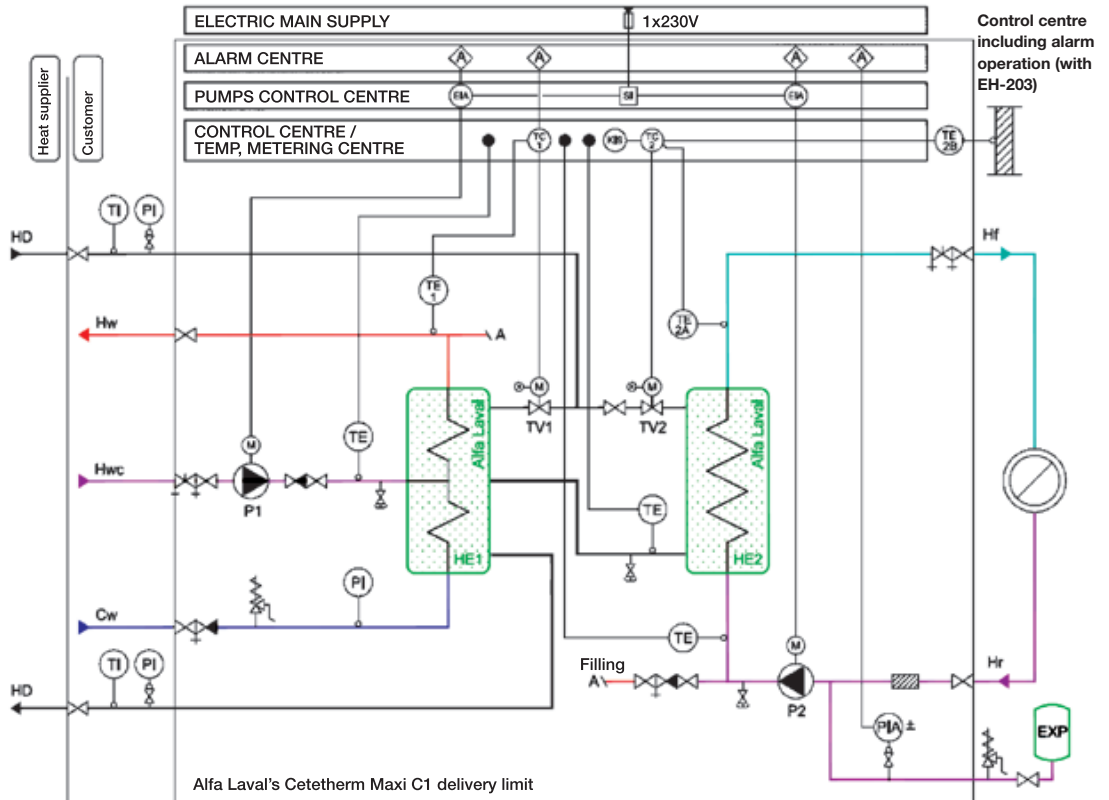 ELECTRIC MAIN SUPPLY 1x230V
Control centre
including alarm
operation (with
EH-203)
ALARM CENTRE A A A A
PUMPS CONTROL CENTRE EIA SII EIA
CONTROL CENTRE /
TEMP, METERING CENTRE
TC
1
KIS
TC
2
TE
2B
Heat supplier
Customer
TI PI
HD
Hf
TE
1
Hw
A
TE
2A
M
M
TV1
TV2
Alfa Laval
Alfa Laval
TE
M
Hwc
P1
TE
HE1
HE2
PI
Cw
TE
M
Filling
A
Hr
TI PI
HD
P2
PIA ±
EXP
Alfa Laval's Cetetherm Maxi C1 delivery limit